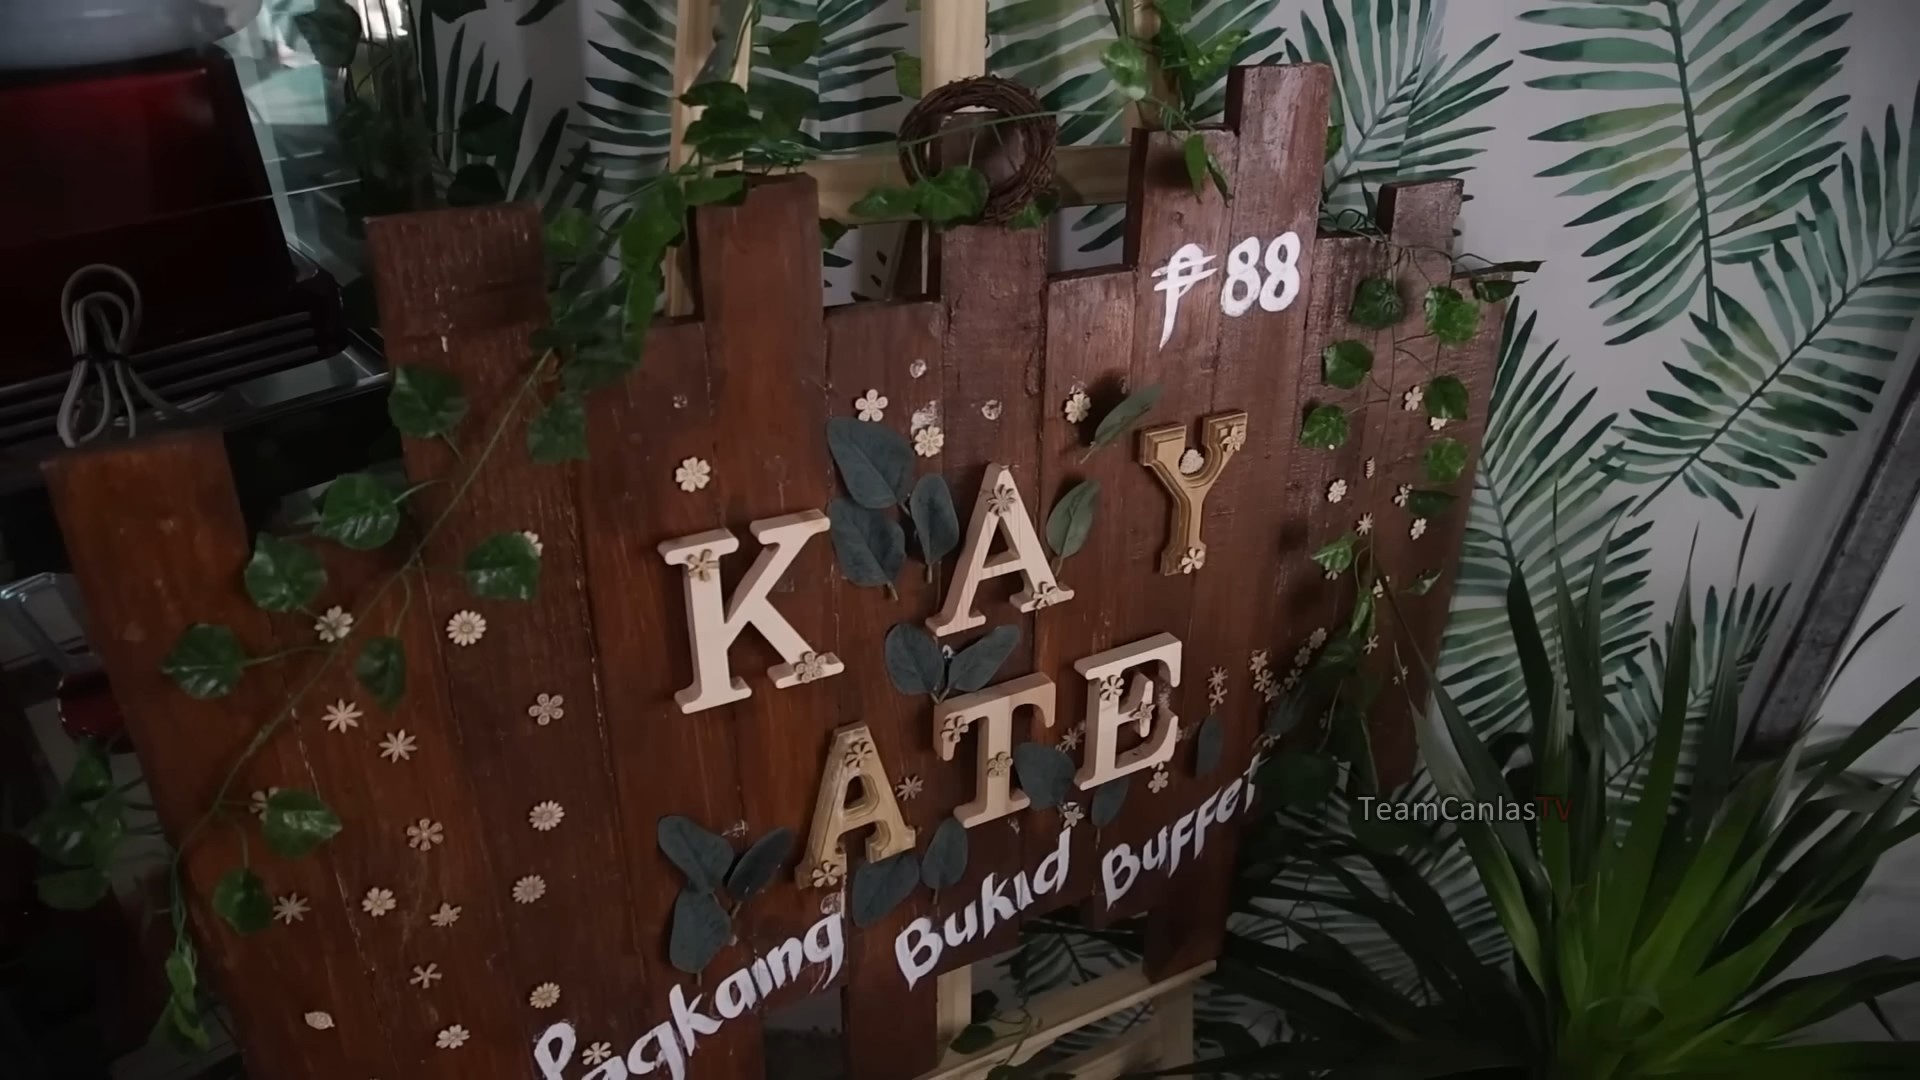 ₱88
KAY
ATE
Pagkaing Bukid Buffet
TeamCanlasTV